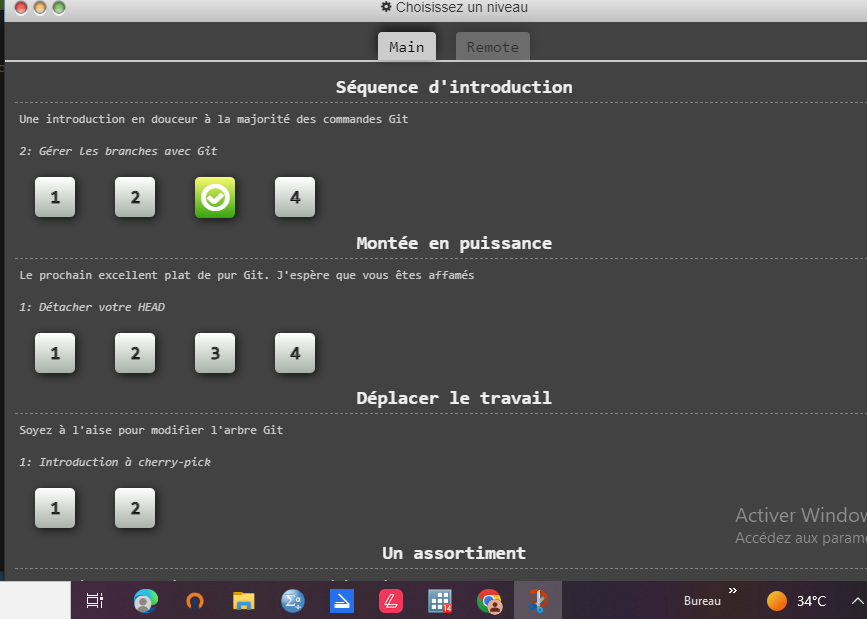 Choisissez un niveau
Main Remote
Séquence d'introduction
Une introduction en douceur à la majorité des commandes Git
2: Gérer les branches avec Git
1 2 4
Montée en puissance
Le prochain excellent plat de pur Git. J'espère que vous êtes affamés
1: Détacher votre HEAD
1 2 3 4
Déplacer le travail
Soyez à l'aise pour modifier l'arbre Git
1: Introduction à cherry-pick
1 2
Activer Window
Accédez aux param
Un assortiment
14
Bureau » 34°C